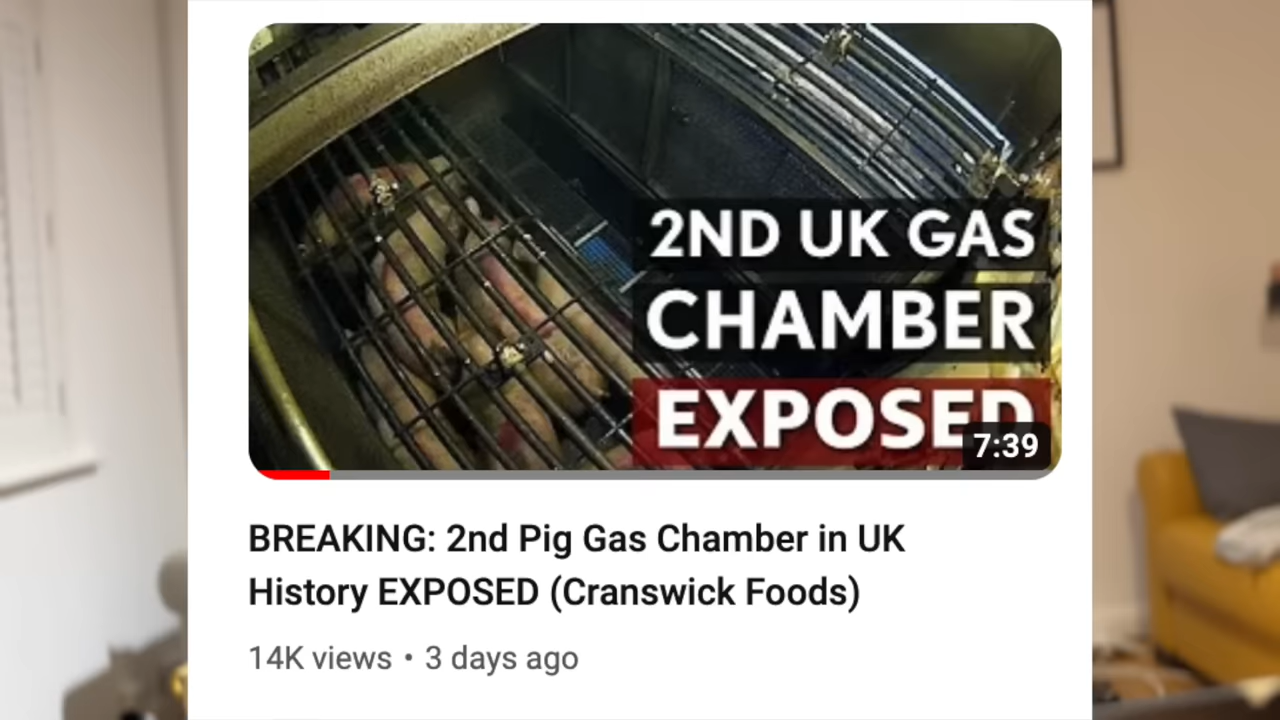 2ND UK GAS
CHAMBER
EXPOSED
7:39
BREAKING: 2nd Pig Gas Chamber in UK
History EXPOSED (Cranswick Foods)
14K views • 3 days ago